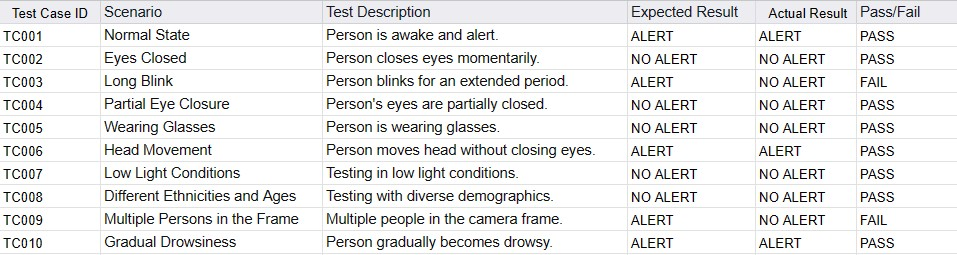 Test Case ID Scenario Test Description Expected Result Actual Result Pass/Fail
TC001 Normal State Person is awake and alert. ALERT ALERT PASS
TC002 Eyes Closed Person closes eyes momentarily. NO ALERT NO ALERT PASS
TC003 Long Blink Person blinks for an extended period. ALERT NO ALERT FAIL
TC004 Partial Eye Closure Person's eyes are partially closed. NO ALERT NO ALERT PASS
TC005 Wearing Glasses Person is wearing glasses. NO ALERT NO ALERT PASS
TC006 Head Movement Person moves head without closing eyes. ALERT ALERT PASS
TC007 Low Light Conditions Testing in low light conditions. NO ALERT NO ALERT PASS
TC008 Different Ethnicities and Ages Testing with diverse demographics. NO ALERT NO ALERT PASS
TC009 Multiple Persons in the Frame Multiple people in the camera frame. ALERT NO ALERT FAIL
TC010 Gradual Drowsiness Person gradually becomes drowsy. ALERT ALERT PASS